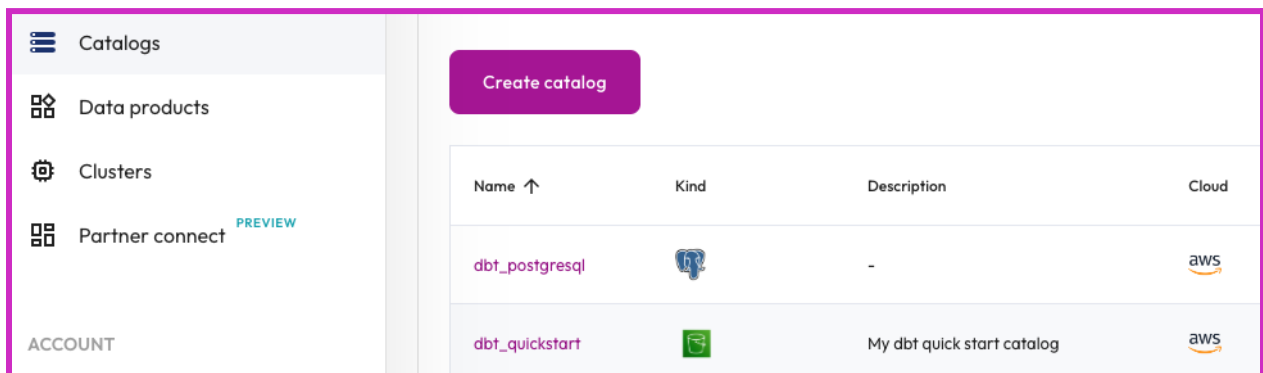 Catalogs
Data products
Clusters
Partner connect PREVIEW
ACCOUNT
Create catalog
Name Kind Description Cloud
dbt_postgresql - aws
dbt_quickstart My dbt quick start catalog aws